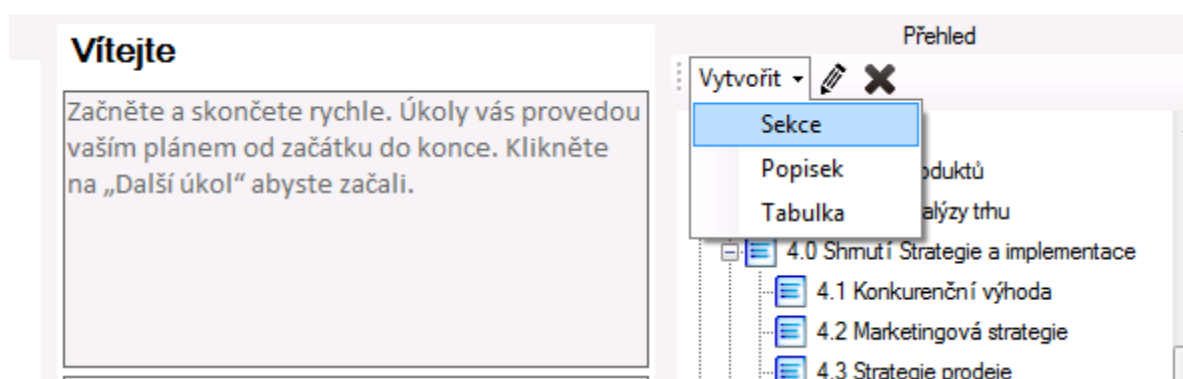 Vítejte
Začněte a skončete rychle. Úkoly vás provedou
vaším plánem od začátku do konce. Klikněte
na „Další úkol“ abyste začali.
Přehled
Vytvořit
Sekce
Popisek
Tabulka
4.0 Shrnutí Strategie a implementace
4.1 Konkurenční výhoda
4.2 Marketingová strategie
4.3 Strategie prodeje